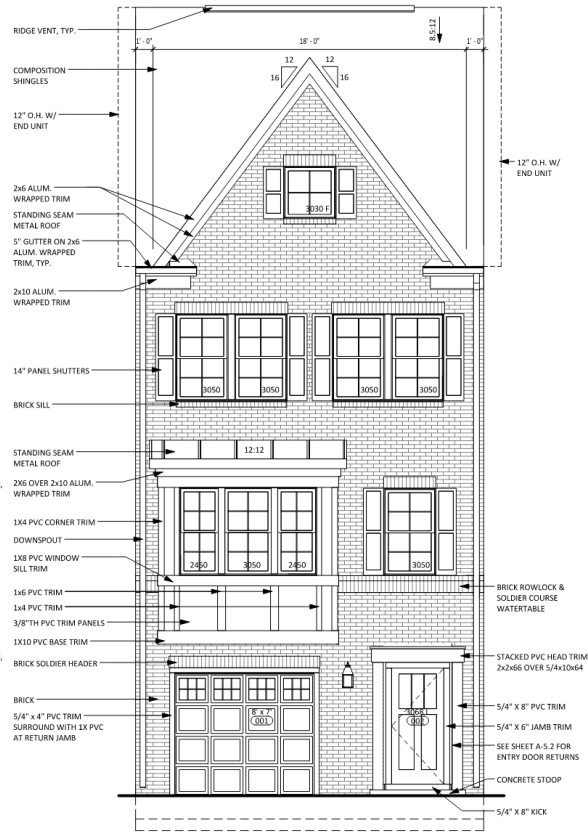 RIDGE VENT, TYP.
1'- 0"
18'-0"
8.5:12
1'- 0"
COMPOSITION
SHINGLES
12
12
16
16
12" O.H. W/
END UNIT
12" O.H. W/
END UNIT
2x6 ALUM.
WRAPPED TRIM
3030 F
STANDING SEAM
METAL ROOF
5" GUTTER ON 2x6
ALUM. WRAPPED
TRIM, TYP.
2x10 ALUM.
WRAPPED TRIM
14" PANEL SHUTTERS
3050
3050
3050
3050
BRICK SILL
STANDING SEAM
METAL ROOF
12:12
2X6 OVER 2x10 ALUM.
WRAPPED TRIM
1X4 PVC CORNER TRIM
DOWNSPOUT
1X8 PVC WINDOW
SILL TRIM
2450
3050
2450
3050
1x6 PVC TRIM
1x4 PVC TRIM
3/8"TH PVC TRIM PANELS
BRICK ROWLOCK &
SOLDIER COURSE
WATERTABLE
1X10 PVC BASE TRIM
BRICK SOLDIER HEADER
STACKED PVC HEAD TRIM
2x2x66 OVER 5/4x10x64
BRICK
5/4" x 4" PVC TRIM
SURROUND WITH 1X PVC
AT RETURN JAMB
8' x 7'
001
002
5/4" X 8" PVC TRIM
5/4" X 6" JAMB TRIM
SEE SHEET A-5.2 FOR
ENTRY DOOR RETURNS
CONCRETE STOOP
5/4" X 8" KICK